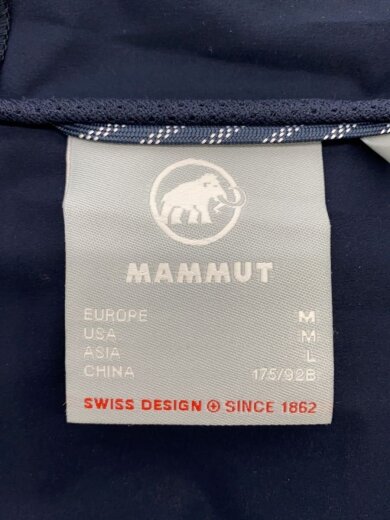 MAMMUT
EUROPE M
USA M
ASIA L
CHINA 175/92B
SWISS DESIGN SINCE 1862